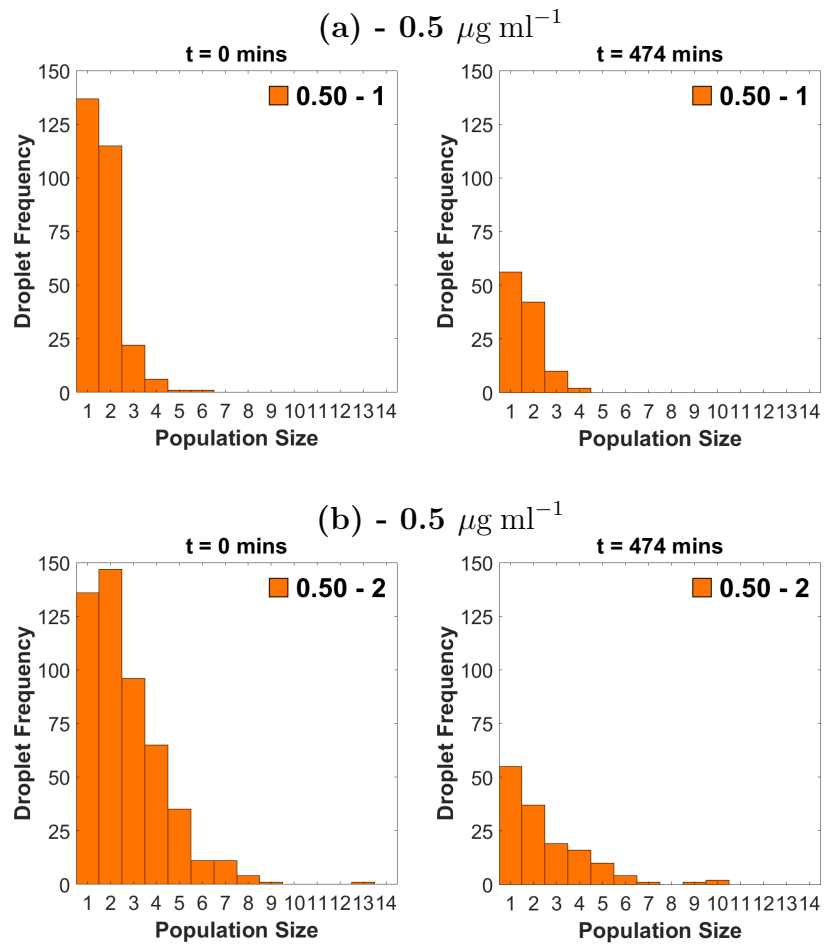 (a) - 0.5 μg ml⁻¹
t = 0 mins
0.50 - 1
150
125
100
75
50
25
0
Droplet Frequency
1 2 3 4 5 6 7 8 9 10 11 12 13 14
Population Size
t = 474 mins
0.50 - 1
150
125
100
75
50
25
0
Droplet Frequency
1 2 3 4 5 6 7 8 9 10 11 12 13 14
Population Size
(b) - 0.5 μg ml⁻¹
t = 0 mins
0.50 - 2
150
125
100
75
50
25
0
Droplet Frequency
1 2 3 4 5 6 7 8 9 10 11 12 13 14
Population Size
t = 474 mins
0.50 - 2
150
125
100
75
50
25
0
Droplet Frequency
1 2 3 4 5 6 7 8 9 10 11 12 13 14
Population Size